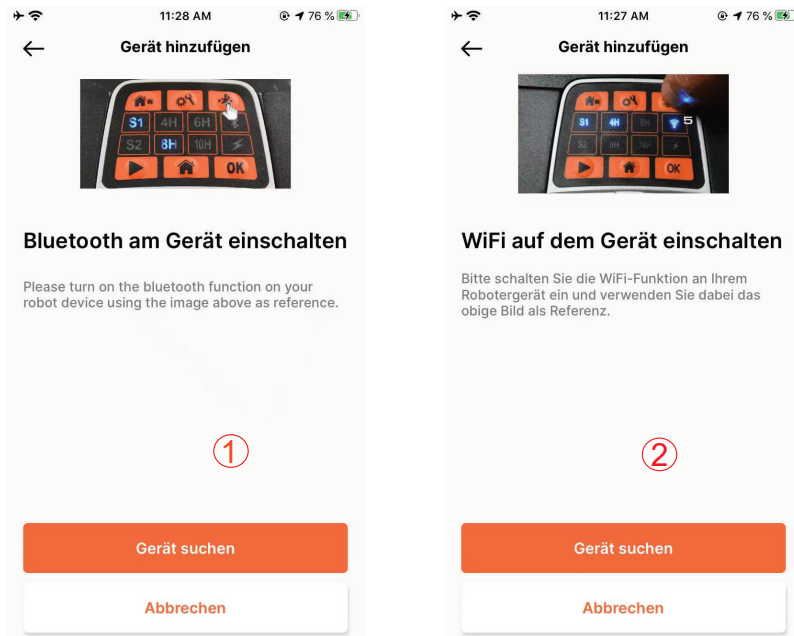 11:28 AM
76 %
Gerät hinzufügen
S1 4H 6H
S2 8H 10H
OK
Bluetooth am Gerät einschalten
Please turn on the bluetooth function on your
robot device using the image above as reference.
1
Gerät suchen
Abbrechen
11:27 AM
76 %
Gerät hinzufügen
S1 4H 5
S2
OK
WiFi auf dem Gerät einschalten
Bitte schalten Sie die WiFi-Funktion an Ihrem
Robotergerät ein und verwenden Sie dabei das
obige Bild als Referenz.
2
Gerät suchen
Abbrechen